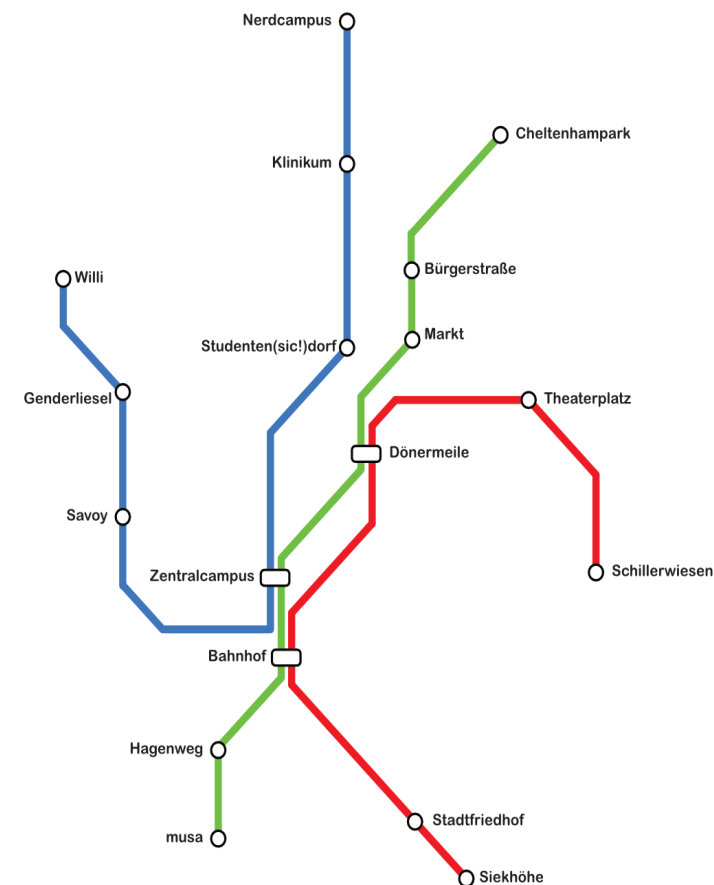 Nerdcampus
Cheltenhampark
Klinikum
Bürgerstraße
Willi
Markt
Studenten(sic!)dorf
Genderliesel
Theaterplatz
Dönermeile
Savoy
Schillerwiesen
Zentralcampus
Bahnhof
Hagenweg
Stadtfriedhof
musa
Siekhöhe